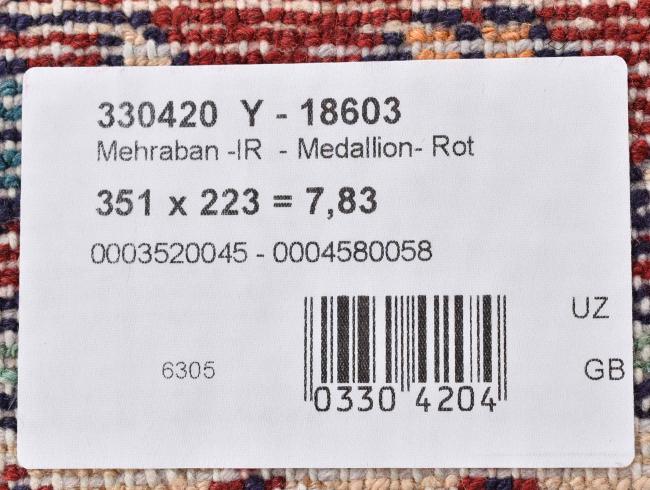 330420 Y - 18603
Mehraban -IR - Medallion- Rot
351 x 223 = 7,83
0003520045 - 0004580058
UZ
6305
GB
0330 4204